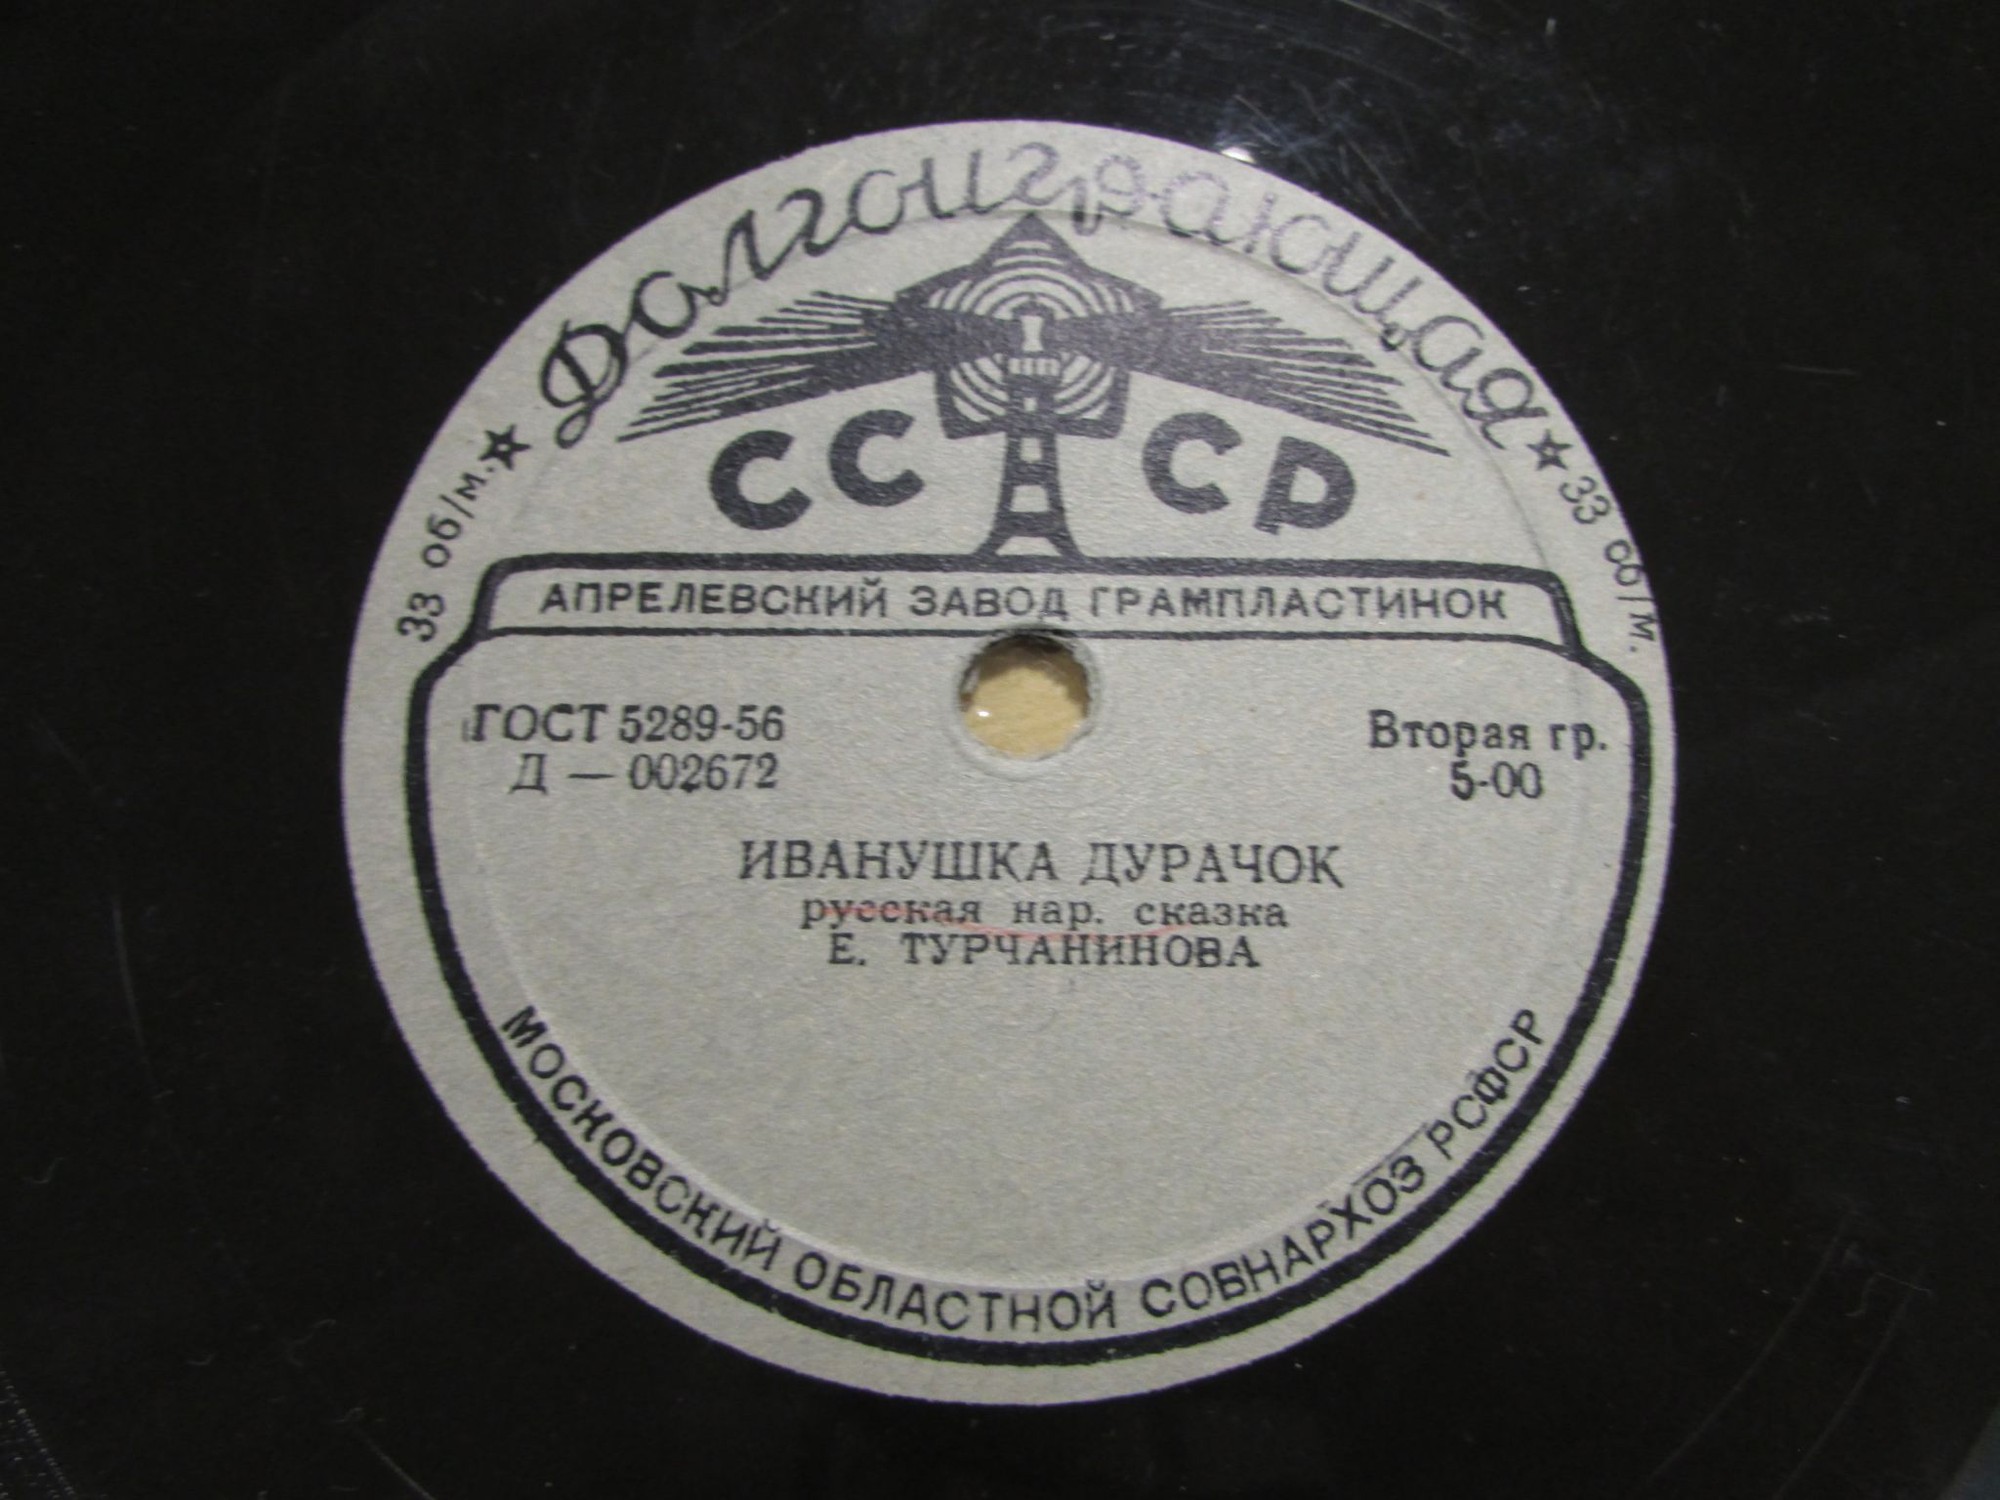 Долгоиграющая
33 об/м.
33 об/м.
СССР
АПРЕЛЕВСКИЙ ЗАВОД ГРАМПЛАСТИНОК
ГОСТ 5289-56
Д — 002672
Вторая гр.
5-00
ИВАНУШКА ДУРАЧОК
русская нар. сказка
Е. ТУРЧАНИНОВА
МОСКОВСКИЙ ОБЛАСТНОЙ СОВНАРХОЗ РСФСР